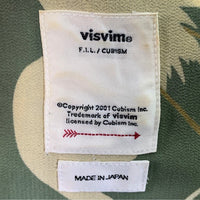 visvim®
F.I.L. / CUBISM
©Copyright 2001 Cubism Inc.
Trademark of visvim
licensed by Cubism Inc.
MADE IN JAPAN